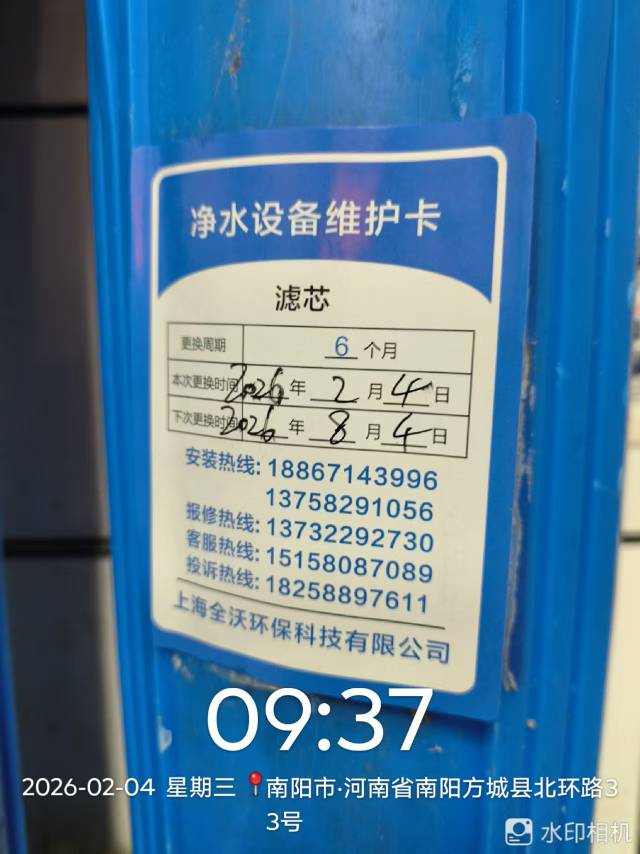 净水设备维护卡
滤芯
更换周期 6 个月
本次更换时间 2026 年 2 月 4 日
下次更换时间 2026 年 8 月 4 日
安装热线: 18867143996
13758291056
报修热线: 13732292730
客服热线: 15158087089
投诉热线: 18258897611
上海全沃环保科技有限公司
09:37
2026-02-04 星期三 📍南阳市·河南省南阳方城县北环路3
3号
水印相机